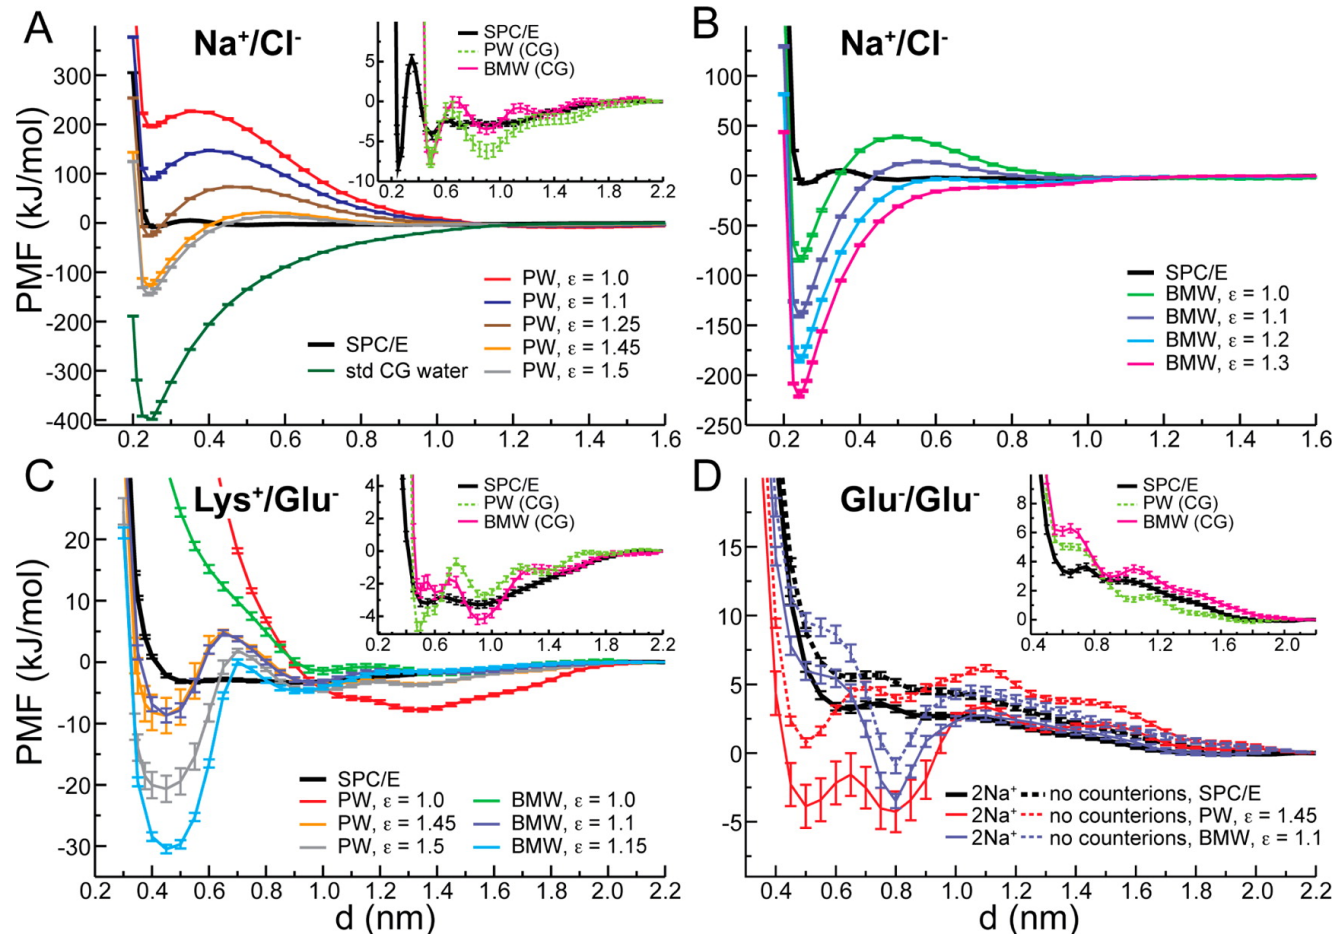 A
Na⁺/Cl⁻
PMF (kJ/mol)
300
200
100
0
-100
-200
-300
-400
0.2 0.4 0.6 0.8 1.0 1.2 1.4 1.6
SPC/E
std CG water
PW, ε = 1.0
PW, ε = 1.1
PW, ε = 1.25
PW, ε = 1.45
PW, ε = 1.5
SPC/E
PW (CG)
BMW (CG)
5
0
-5
-10
0.2 0.6 1.0 1.4 1.8 2.2
B
Na⁺/Cl⁻
100
50
0
-50
-100
-150
-200
-250
0.2 0.4 0.6 0.8 1.0 1.2 1.4 1.6
SPC/E
BMW, ε = 1.0
BMW, ε = 1.1
BMW, ε = 1.2
BMW, ε = 1.3
C
Lys⁺/Glu⁻
PMF (kJ/mol)
20
10
0
-10
-20
-30
0.2 0.4 0.6 0.8 1.0 1.2 1.4 1.6 1.8 2.0 2.2
d (nm)
SPC/E
PW, ε = 1.0
PW, ε = 1.45
PW, ε = 1.5
BMW, ε = 1.0
BMW, ε = 1.1
BMW, ε = 1.15
SPC/E
PW (CG)
BMW (CG)
4
2
0
-2
-4
0.2 0.6 1.0 1.4 1.8 2.2
D
Glu⁻/Glu⁻
15
10
5
0
-5
0.4 0.6 0.8 1.0 1.2 1.4 1.6 1.8 2.0 2.2
d (nm)
2Na⁺ no counterions, SPC/E
2Na⁺ no counterions, PW, ε = 1.45
2Na⁺ no counterions, BMW, ε = 1.1
SPC/E
PW (CG)
BMW (CG)
8
6
4
2
0
0.4 0.8 1.2 1.6 2.0